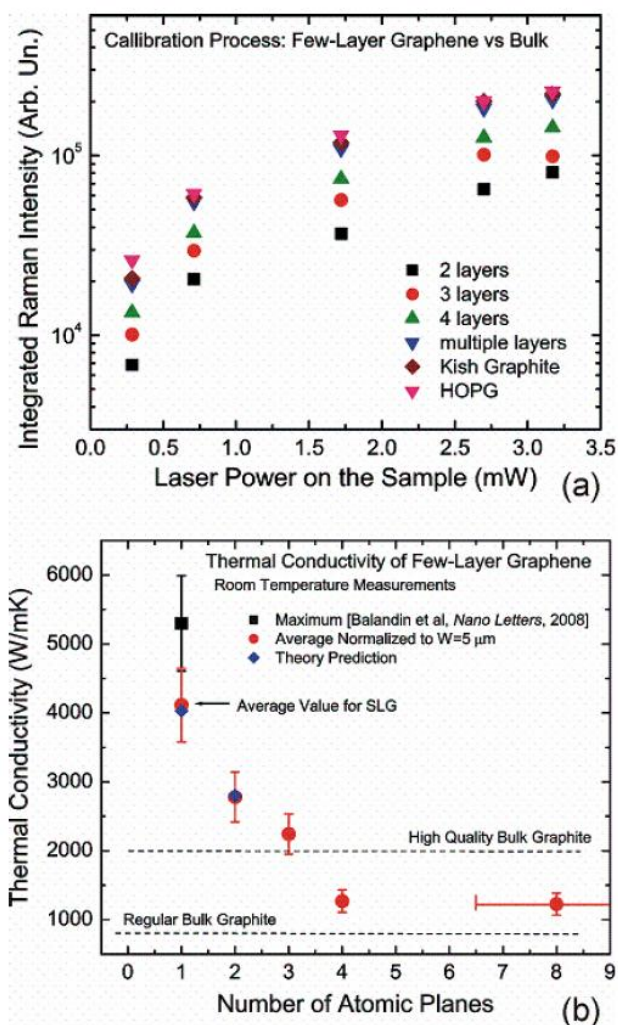 Callibration Process: Few-Layer Graphene vs Bulk
Integrated Raman Intensity (Arb. Un.)
10^5
10^4
2 layers
3 layers
4 layers
multiple layers
Kish Graphite
HOPG
0.0 0.5 1.0 1.5 2.0 2.5 3.0 3.5
Laser Power on the Sample (mW)
(a)
Thermal Conductivity of Few-Layer Graphene
Room Temperature Measurements
Maximum [Balandin et al, Nano Letters, 2008]
Average Normalized to W=5 μm
Theory Prediction
Average Value for SLG
High Quality Bulk Graphite
Regular Bulk Graphite
Thermal Conductivity (W/mK)
6000
5000
4000
3000
2000
1000
0 1 2 3 4 5 6 7 8 9
Number of Atomic Planes
(b)